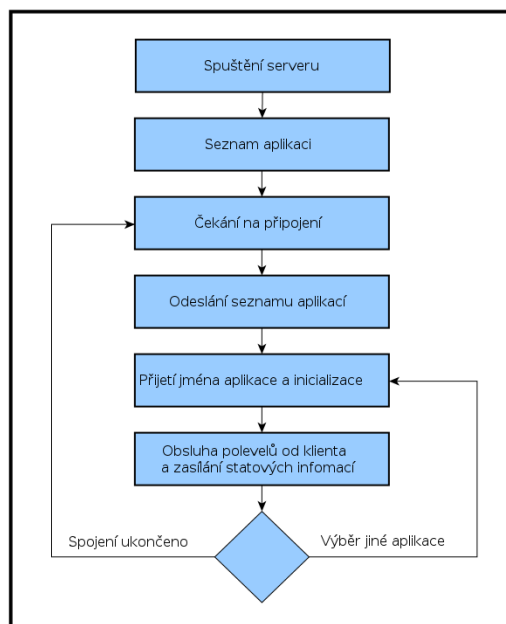 Spuštění serveru
Seznam aplikaci
Čekání na připojení
Odeslání seznamu aplikací
Přijetí jména aplikace a inicializace
Obsluha polevelů od klienta
a zasílání statových infomací
Spojení ukončeno
Výběr jiné aplikace